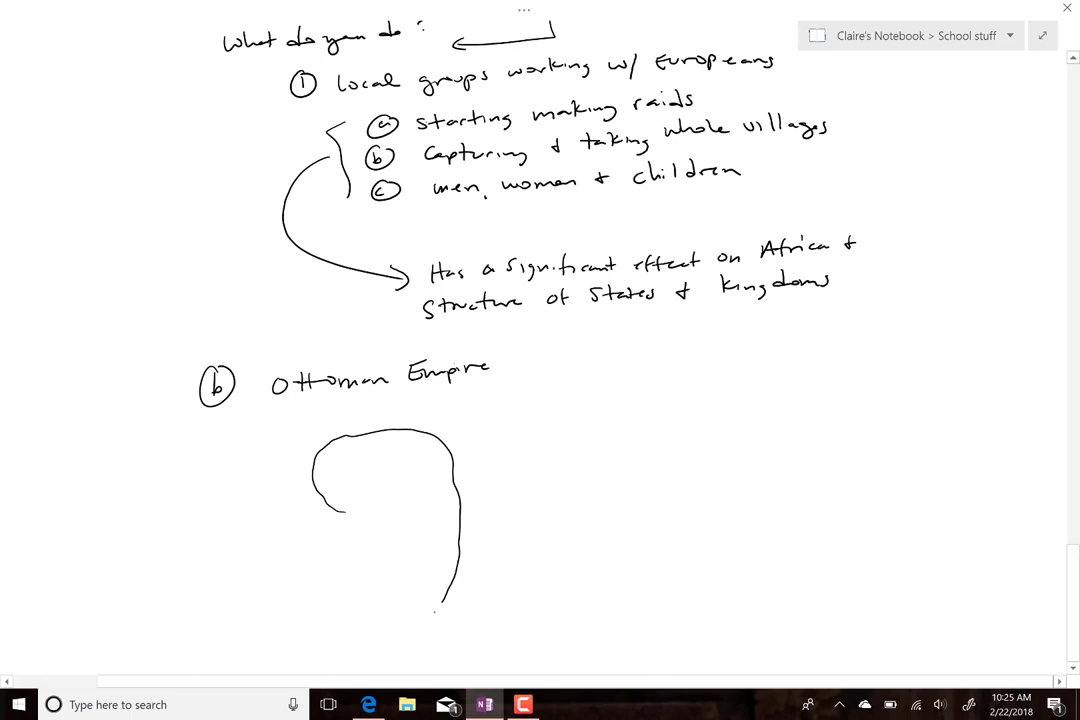 ...
Claire's Notebook > School stuff
What do you do ?
① Local groups working w/ Europeans
ⓐ starting making raids
ⓑ capturing & taking whole villages
ⓒ men, women & children
Has a significant effect on Africa &
Structure of States & Kingdoms
ⓑ Ottoman Empire
Type here to search
10:25 AM
2/22/2018